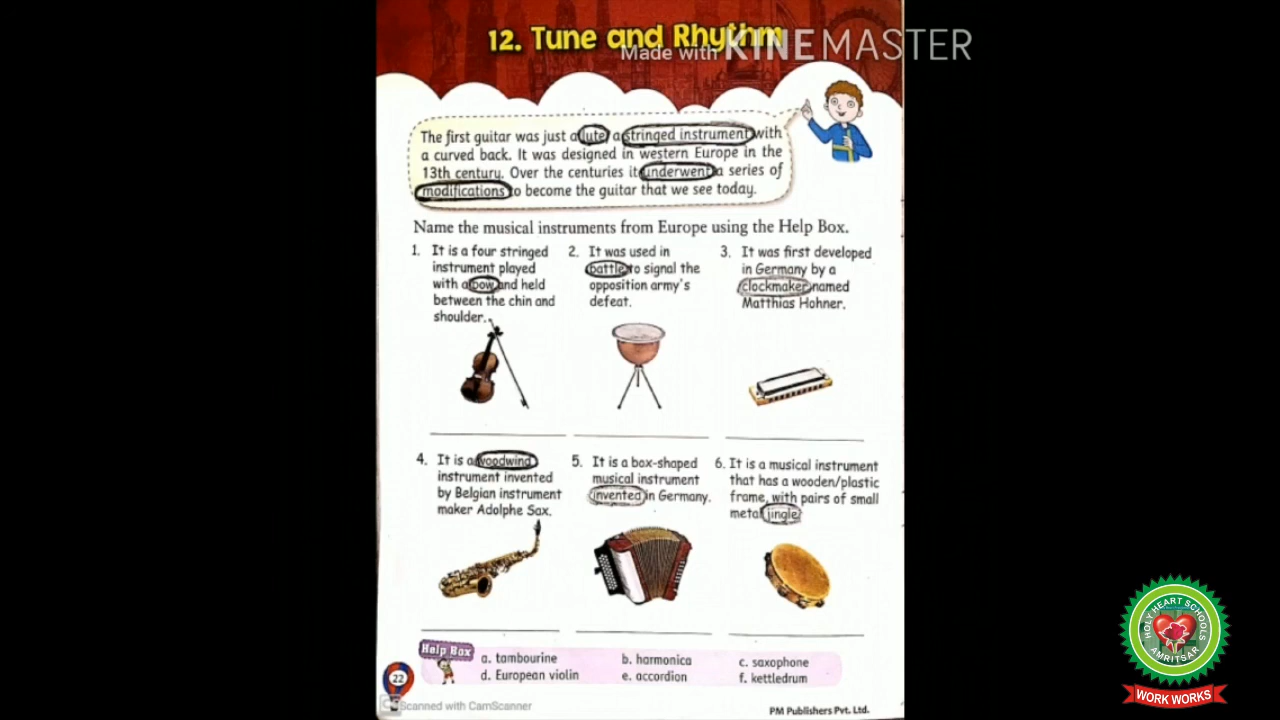 12. Tune and Rhythm
Made with KINEMASTER
The first guitar was just a lute a stringed instrument with
a curved back. It was designed in western Europe in the
13th century. Over the centuries it underwent a series of
modifications to become the guitar that we see today.
Name the musical instruments from Europe using the Help Box.
1. It is a four stringed
instrument played
with a bow and held
between the chin and
shoulder.
2. It was used in
battle to signal the
opposition army's
defeat.
3. It was first developed
in Germany by a
clockmaker named
Matthias Hohner.
4. It is a woodwind
instrument invented
by Belgian instrument
maker Adolphe Sax.
5. It is a box-shaped
musical instrument
invented in Germany.
6. It is a musical instrument
that has a wooden/plastic
frame, with pairs of small
metal jingle
Help Box
a. tambourine b. harmonica c. saxophone
d. European violin e. accordion f. kettledrum
22
CS Scanned with CamScanner
PM Publishers Pvt. Ltd.
HOLY HEART SCHOOLS
AMRITSAR
WORK WORKS